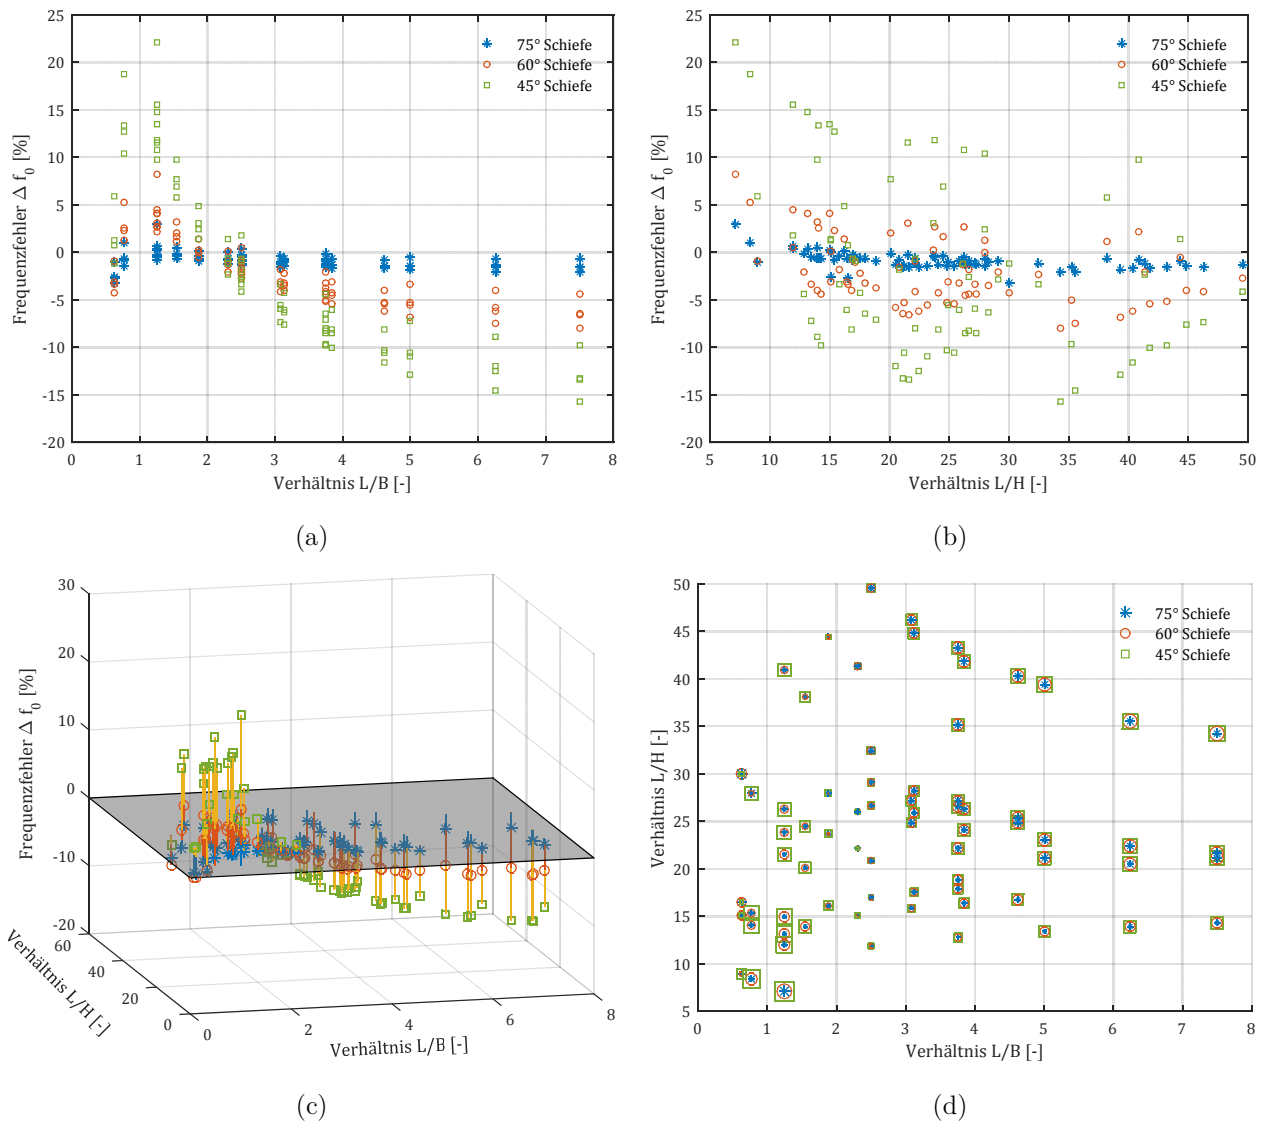 25
20
15
10
5
0
-5
-10
-15
-20
0 1 2 3 4 5 6 7 8
Frequenzfehler Δ f0 [%]
Verhältnis L/B [-]
75° Schiefe
60° Schiefe
45° Schiefe
(a)
25
20
15
10
5
0
-5
-10
-15
-20
5 10 15 20 25 30 35 40 45 50
Frequenzfehler Δ f0 [%]
Verhältnis L/H [-]
75° Schiefe
60° Schiefe
45° Schiefe
(b)
30
20
10
0
-10
-20
60
40
20
0
0 2 4 6 8
Frequenzfehler Δ f0 [%]
Verhältnis L/H [-]
Verhältnis L/B [-]
(c)
50
45
40
35
30
25
20
15
10
5
0 1 2 3 4 5 6 7 8
Verhältnis L/H [-]
Verhältnis L/B [-]
75° Schiefe
60° Schiefe
45° Schiefe
(d)